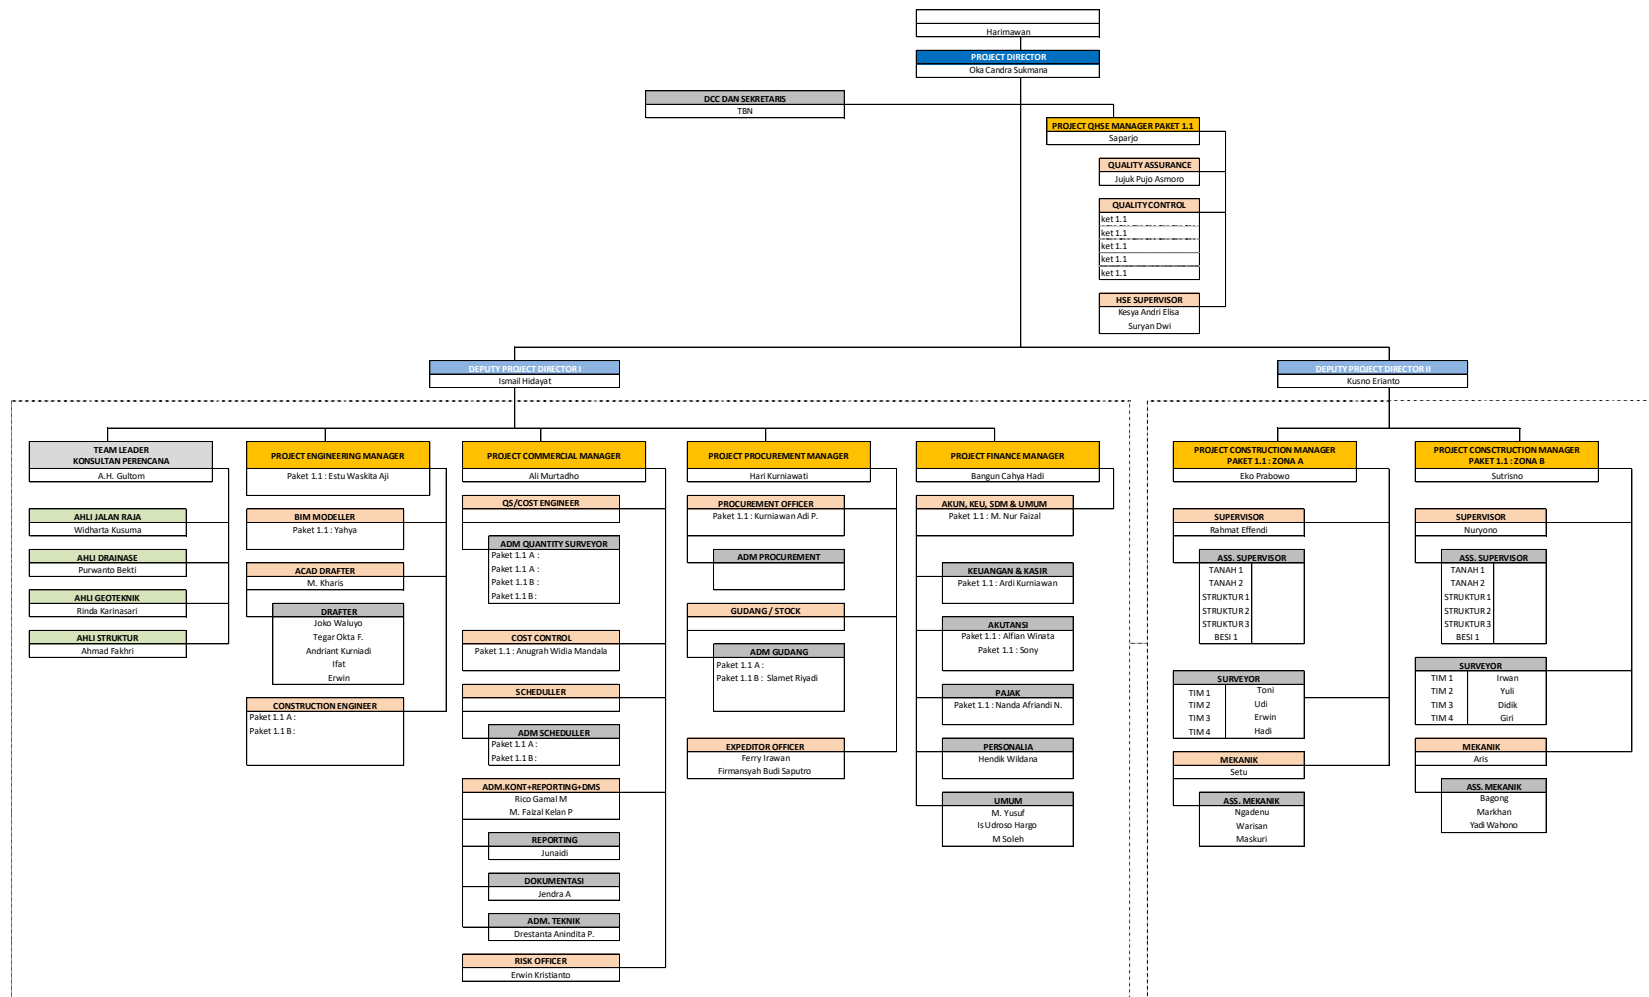 Harimawan
PROJECT DIRECTOR
Oka Candra Sukmana
DCC DAN SEKRETARIS
TBN
PROJECT QHSE MANAGER PAKET 1.1
Saparjo
QUALITY ASSURANCE
Jujuk Pujo Asmoro
QUALITY CONTROL
ket 1.1
ket 1.1
ket 1.1
ket 1.1
ket 1.1
HSE SUPERVISOR
Kesya Andri Elisa
Suryan Dwi
DEPUTY PROJECT DIRECTOR I
Ismail Hidayat
DEPUTY PROJECT DIRECTOR II
Kusno Erianto
TEAM LEADER
KONSULTAN PERENCANA
A.H. Gultom
AHLI JALAN RAJA
Widharta Kusuma
AHLI DRAINASE
Purwanto Bekti
AHLI GEOTEKNIK
Rinda Karinasari
AHLI STRUKTUR
Ahmad Fakhri
PROJECT ENGINEERING MANAGER
Paket 1.1 : Estu Waskita Aji
BIM MODELLER
Paket 1.1 : Yahya
ACAD DRAFTER
M. Kharis
DRAFTER
Joko Waluyo
Tegar Okta F.
Andriant Kurniadi
Ifat
Erwin
CONSTRUCTION ENGINEER
Paket 1.1 A :
Paket 1.1 B :
PROJECT COMMERCIAL MANAGER
Ali Murtadho
QS/COST ENGINEER
ADM QUANTITY SURVEYOR
Paket 1.1 A :
Paket 1.1 A :
Paket 1.1 B :
Paket 1.1 B :
COST CONTROL
Paket 1.1 : Anugrah Widia Mandala
SCHEDULLER
ADM SCHEDULLER
Paket 1.1 A :
Paket 1.1 B :
ADM.KONT+REPORTING+DMS
Rico Gamal M
M. Faizal Kelan P
REPORTING
Junaidi
DOKUMENTASI
Jendra A
ADM. TEKNIK
Drestanta Anindita P.
RISK OFFICER
Erwin Kristianto
PROJECT PROCUREMENT MANAGER
Hari Kurniawati
PROCUREMENT OFFICER
Paket 1.1 : Kurniawan Adi P.
ADM PROCUREMENT
GUDANG / STOCK
ADM GUDANG
Paket 1.1 A :
Paket 1.1 B : Slamet Riyadi
EXPEDITOR OFFICER
Ferry Irawan
Firmansyah Budi Saputro
PROJECT FINANCE MANAGER
Bangun Cahya Hadi
AKUN, KEU, SDM & UMUM
Paket 1.1 : M. Nur Faizal
KEUANGAN & KASIR
Paket 1.1 : Ardi Kurniawan
AKUTANSI
Paket 1.1 : Alfian Winata
Paket 1.1 : Sony
PAJAK
Paket 1.1 : Nanda Afriandi N.
PERSONALIA
Hendik Wildana
UMUM
M. Yusuf
Is Udroso Hargo
M Soleh
PROJECT CONSTRUCTION MANAGER
PAKET 1.1 : ZONA A
Eko Prabowo
SUPERVISOR
Rahmat Effendi
ASS. SUPERVISOR
TANAH 1
TANAH 2
STRUKTUR 1
STRUKTUR 2
STRUKTUR 3
BESI 1
SURVEYOR
TIM 1 Toni
TIM 2 Udi
TIM 3 Erwin
TIM 4 Hadi
MEKANIK
Setu
ASS. MEKANIK
Ngadenu
Warisan
Maskuri
PROJECT CONSCTRUCTION MANAGER
PAKET 1.1 : ZONA B
Sutrisno
SUPERVISOR
Nuryono
ASS. SUPERVISOR
TANAH 1
TANAH 2
STRUKTUR 1
STRUKTUR 2
STRUKTUR 3
BESI 1
SURVEYOR
TIM 1 Irwan
TIM 2 Yuli
TIM 3 Didik
TIM 4 Giri
MEKANIK
Aris
ASS. MEKANIK
Bagong
Markhan
Yadi Wahono